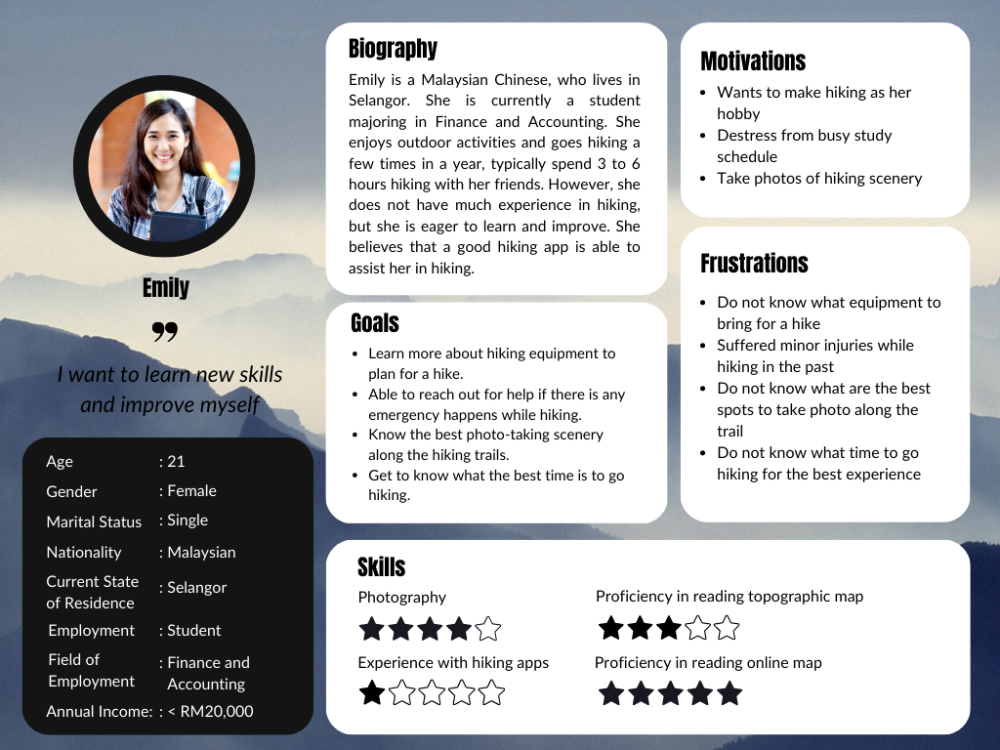 Emily
”
I want to learn new skills
and improve myself
Age : 21
Gender : Female
Marital Status : Single
Nationality : Malaysian
Current State
of Residence : Selangor
Employment : Student
Field of : Finance and
Employment Accounting
Annual Income: : < RM20,000
Biography
Emily is a Malaysian Chinese, who lives in
Selangor. She is currently a student
majoring in Finance and Accounting. She
enjoys outdoor activities and goes hiking a
few times in a year, typically spend 3 to 6
hours hiking with her friends. However, she
does not have much experience in hiking,
but she is eager to learn and improve. She
believes that a good hiking app is able to
assist her in hiking.
Goals
• Learn more about hiking equipment to
plan for a hike.
• Able to reach out for help if there is any
emergency happens while hiking.
• Know the best photo-taking scenery
along the hiking trails.
• Get to know what the best time is to go
hiking.
Motivations
• Wants to make hiking as her
hobby
• Destress from busy study
schedule
• Take photos of hiking scenery
Frustrations
• Do not know what equipment to
bring for a hike
• Suffered minor injuries while
hiking in the past
• Do not know what are the best
spots to take photo along the
trail
• Do not know what time to go
hiking for the best experience
Skills
Photography
Proficiency in reading topographic map
Experience with hiking apps
Proficiency in reading online map